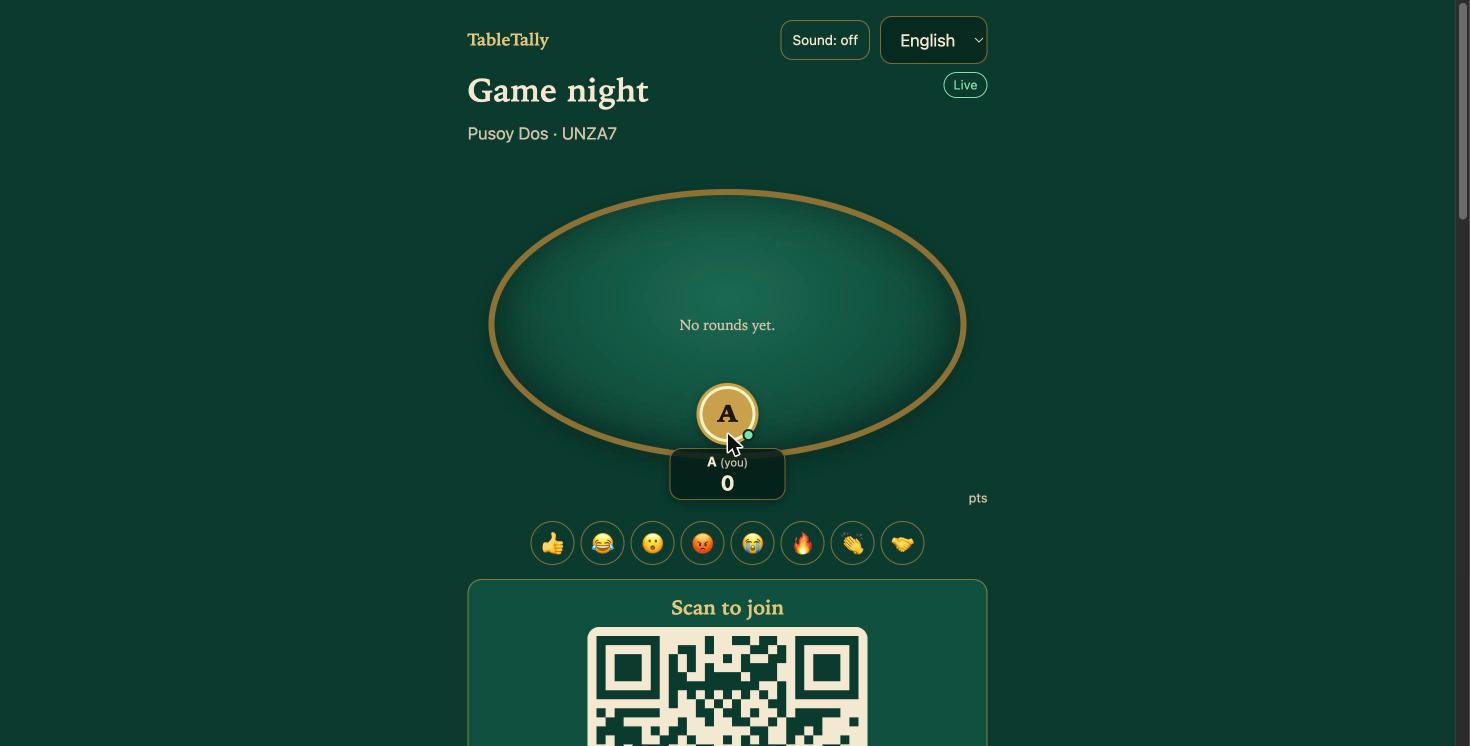 TableTally
Sound: off
English
Game night
Live
Pusoy Dos · UNZA7
No rounds yet.
A
A (you)
0
pts
Scan to join